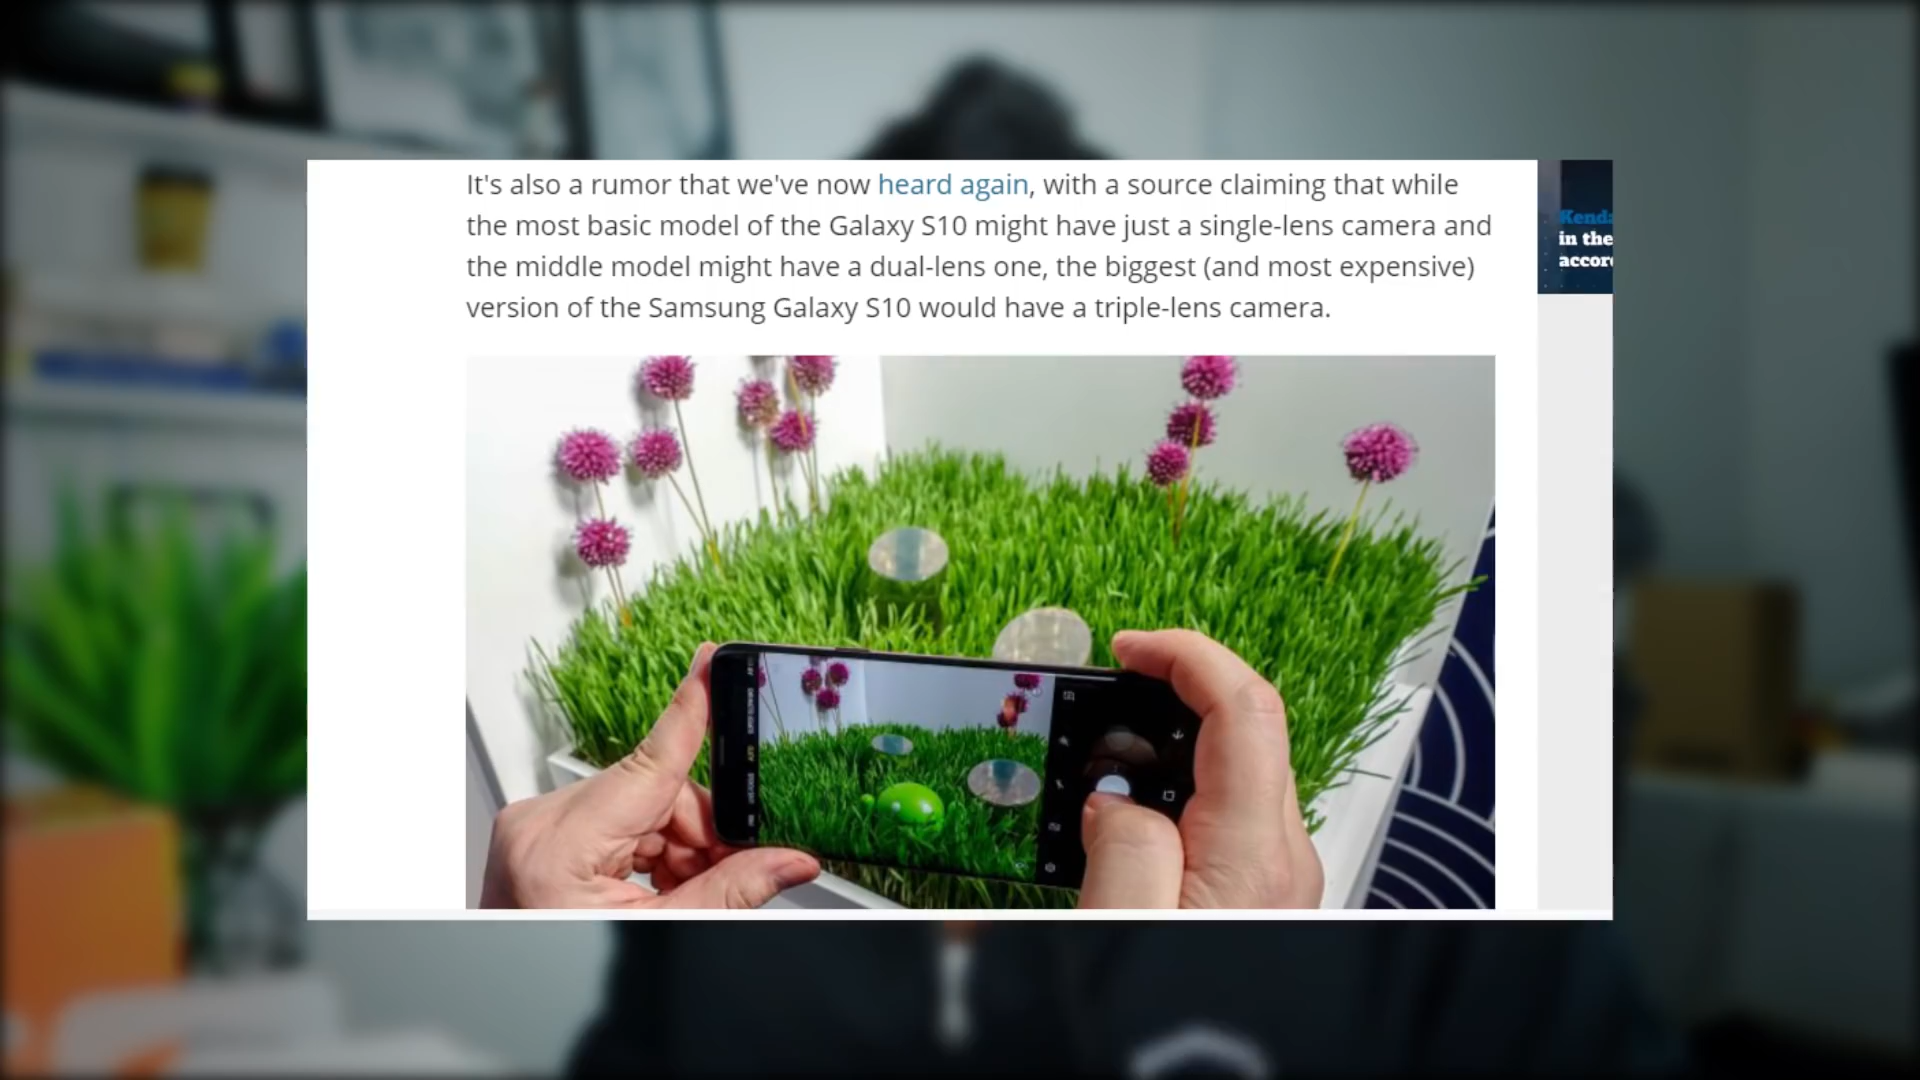 It's also a rumor that we've now heard again, with a source claiming that while
the most basic model of the Galaxy S10 might have just a single-lens camera and
the middle model might have a dual-lens one, the biggest (and most expensive)
version of the Samsung Galaxy S10 would have a triple-lens camera.
in the